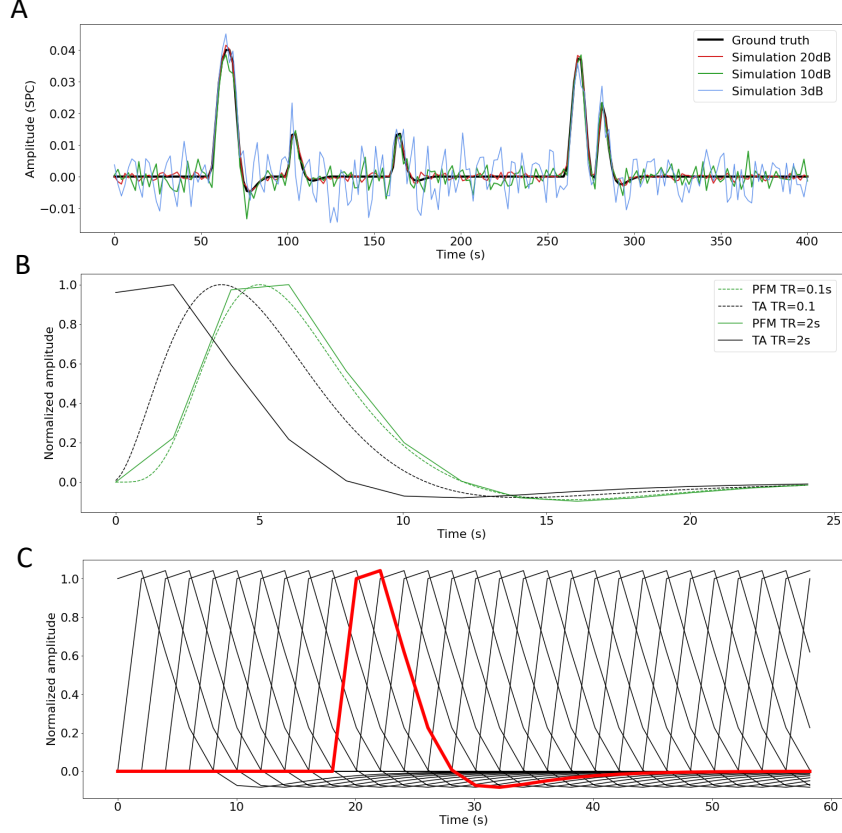 A
Ground truth
Simulation 20dB
Simulation 10dB
Simulation 3dB
Amplitude (SPC)
0.04
0.03
0.02
0.01
0.00
−0.01
0 50 100 150 200 250 300 350 400
Time (s)
B
PFM TR=0.1s
TA TR=0.1
PFM TR=2s
TA TR=2s
Normalized amplitude
1.0
0.8
0.6
0.4
0.2
0.0
0 5 10 15 20 25
Time (s)
C
Normalized amplitude
1.0
0.8
0.6
0.4
0.2
0.0
0 10 20 30 40 50 60
Time (s)